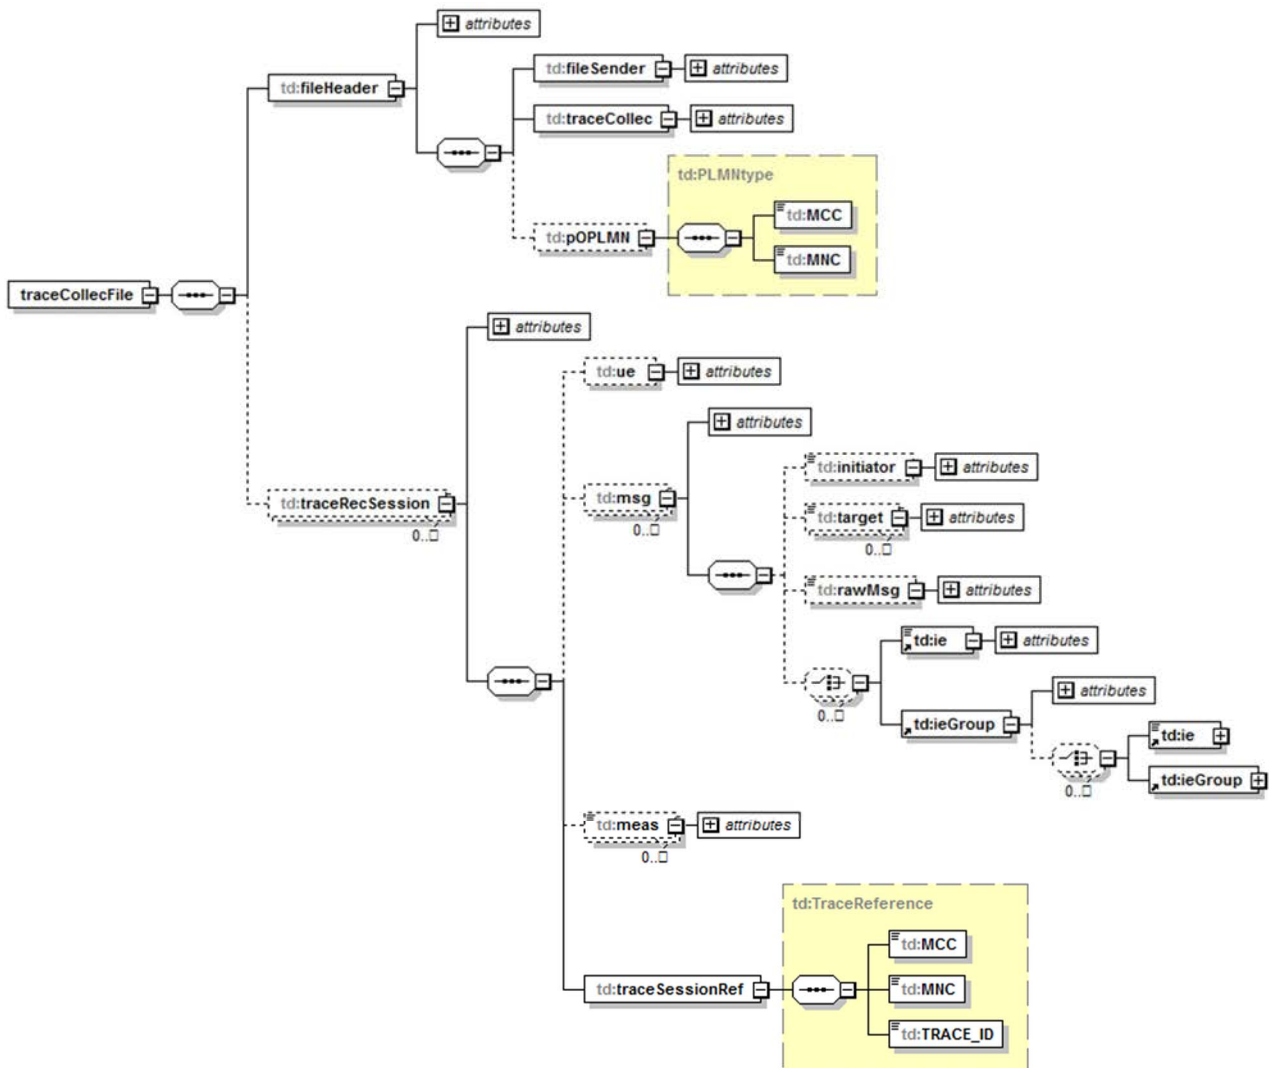 attributes
td:fileSender
attributes
td:fileHeader
td:traceCollec
attributes
td:PLMNtype
td:MCC
td:pOPLMN
td:MNC
traceCollecFile
attributes
td:ue
attributes
attributes
td:initiator
attributes
td:msg
0..□
td:traceRecSession
0..□
td:target
attributes
0..□
td:rawMsg
attributes
td:ie
attributes
0..□
td:ieGroup
attributes
td:ie
0..□
td:ieGroup
td:meas
attributes
0..□
td:TraceReference
td:MCC
td:traceSessionRef
td:MNC
td:TRACE_ID